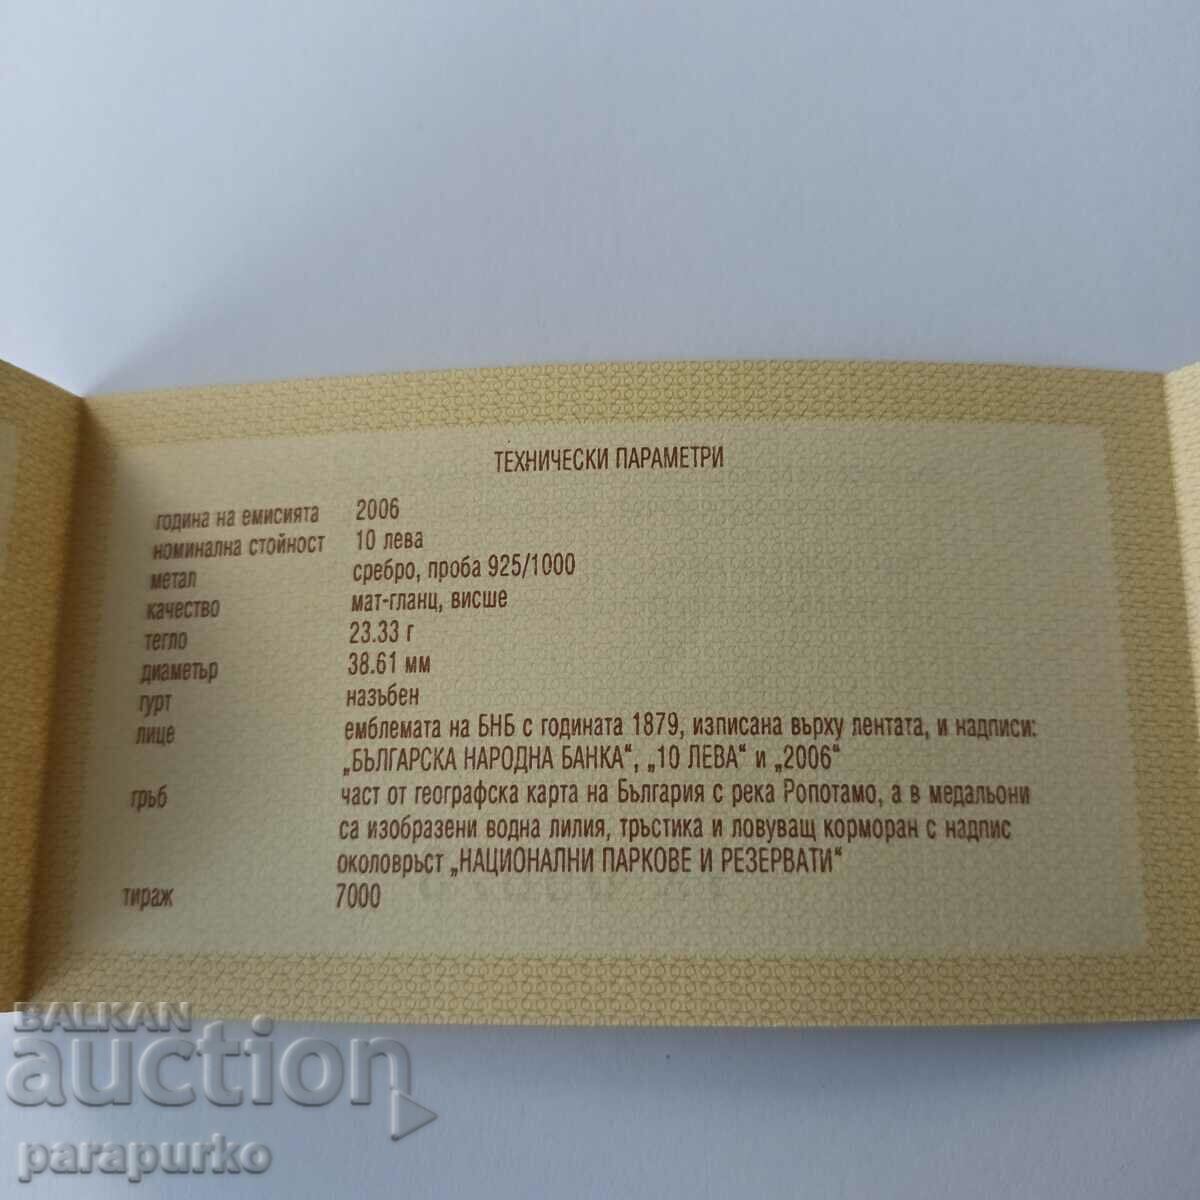 ТЕХНИЧЕСКИ ПАРАМЕТРИ
година на емисията 2006
номинална стойност 10 лева
метал сребро, проба 925/1000
качество мат-гланц, висше
тегло 23.33 г
диаметър 38.61 мм
гурт назъбен
лице емблемата на БНБ с годината 1879, изписана върху лентата, и надписи:
„БЪЛГАРСКА НАРОДНА БАНКА“, „10 ЛЕВА“ и „2006“
гръб част от географска карта на България с река Ропотамо, а в медальони
са изобразени водна лилия, тръстика и ловуващ корморан с надпис
околовръст „НАЦИОНАЛНИ ПАРКОВЕ И РЕЗЕРВАТИ“
тираж 7000
BALKAN
auction
parapurko